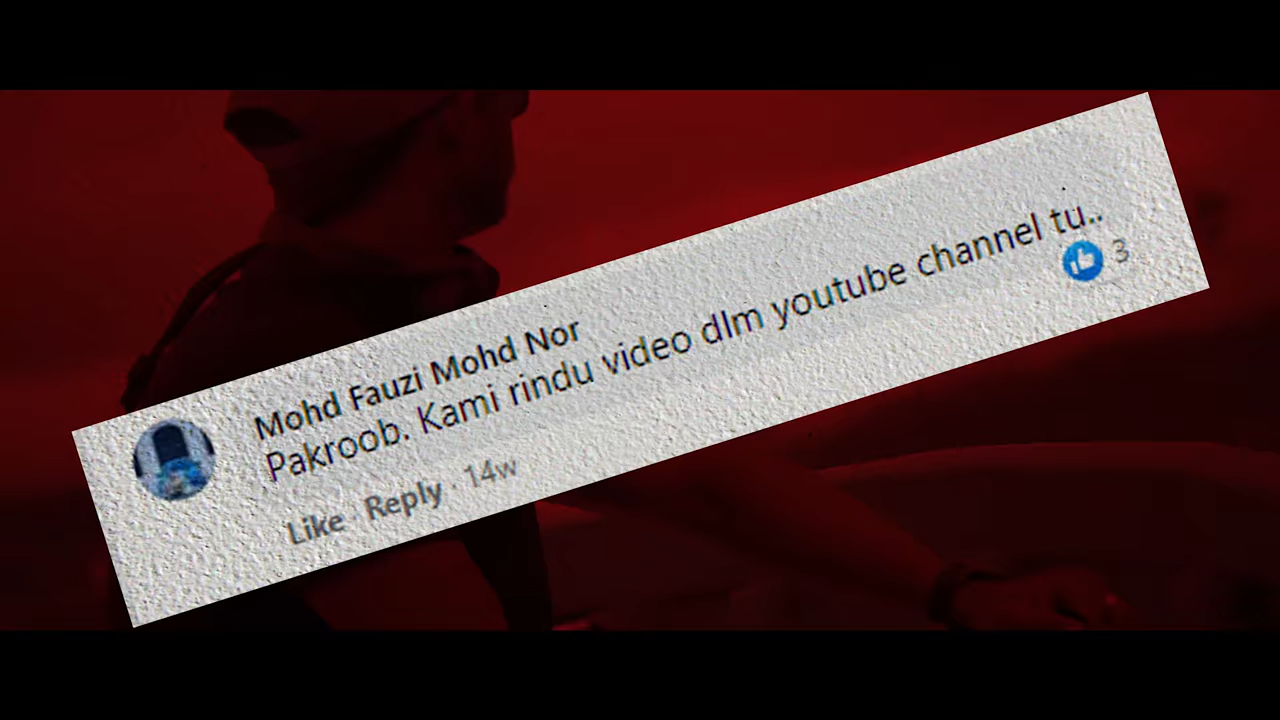 Mohd Fauzi Mohd Nor
Pakroob. Kami rindu video dlm youtube channel tu..
3
Like · Reply · 14w